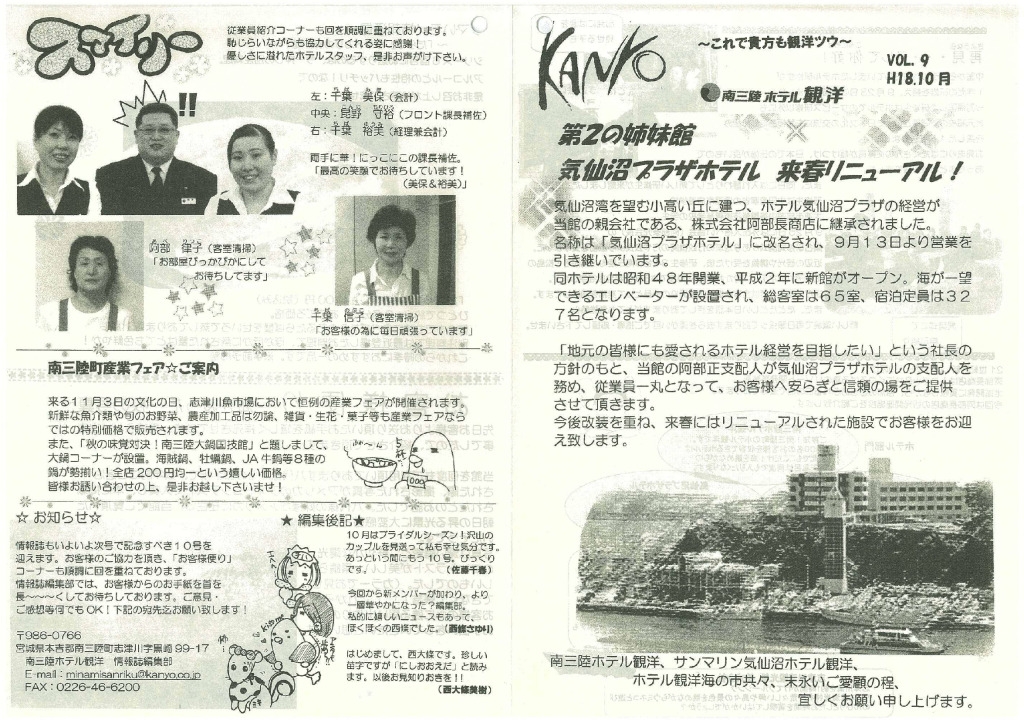 従業員紹介コーナーも回を順調に重ねております。
恥じらいながらも協力してくれる姿に感謝！
優しさに溢れたホテルスタッフ、是非お声がけ下さい。
!!
左：千葉 美保（会計）
中央：昆野 守裕（フロント課長補佐）
右：千葉 裕美（経理兼会計）
両手に華！にっこにこの課長補佐。
「最高の笑顔でお待ちしています！
（美保＆裕美）」
阿部 律子（客室清掃）
「お部屋ぴっかぴかにして
お待ちしてます」
千葉 信子（客室清掃）
「お客様の為に毎日頑張っています」
南三陸町産業フェア☆ご案内
来る１１月３日の文化の日、志津川魚市場において恒例の産業フェアが開催されます。
新鮮な魚介類や旬のお野菜、農産加工品は勿論、雑貨・生花・菓子等も産業フェアなら
ではの特別価格で販売されます。
また、「秋の味覚対決！南三陸大鍋国技館」と題しまして、
大鍋コーナーが設置。海賊鍋、牡蠣鍋、JA牛鍋等８種の
鍋が勢揃い！全店２００円均一という嬉しい価格。
皆様お誘い合わせの上、是非お越し下さいませ！
☆ お知らせ☆
情報誌もいよいよ次号で記念すべき１０号を
迎えます。お客様のご協力を頂き、「お客様便り」
コーナーも順調に回を重ねております。
情報誌編集部では、お客様からのお手紙を首を
長～～～くしてお待ちしております。ご意見・
ご感想等何でもOK！下記の宛先迄お願い致します！
〒986-0766
宮城県本吉郡南三陸町志津川字黒崎 99-17
南三陸ホテル観洋 情報誌編集部
E-mail：minamisanriku@kanyo.co.jp
FAX：0226-46-6200
★ 編集後記★
１０月はブライダルシーズン！沢山の
カップルを見送って私も幸せ気分です。
あっという間にもう１０号。びっくり
です。（佐藤千春）
今回から新メンバーが加わり、より
一層華やかになった？編集部。
私的に嬉しいニュースもあって、
ほくほくの西條でした。（西條さゆり）
はじめまして、西大條です。珍しい
苗字ですが「にしおおえだ」と読み
ます。以後お見知りおきを！！
（西大條美樹）
KANYO
～これで貴方も観洋ツウ～
VOL. 9
H18.10 月
南三陸 ホテル 観洋
第２の姉妹館
気仙沼プラザホテル 来春リニューアル！
気仙沼湾を望む小高い丘に建つ、ホテル気仙沼プラザの経営が
当館の親会社である、株式会社阿部長商店に継承されました。
名称は「気仙沼プラザホテル」に改名され、９月１３日より営業を
引き継いでいます。
同ホテルは昭和４８年開業、平成２年に新館がオープン。海が一望
できるエレベーターが設置され、総客室は６５室、宿泊定員は３２
７名となります。
「地元の皆様にも愛されるホテル経営を目指したい」という社長の
方針のもと、当館の阿部正支配人が気仙沼プラザホテルの支配人を
務め、従業員一丸となって、お客様へ安らぎと信頼の場をご提供
させて頂きます。
今後改装を重ね、来春にはリニューアルされた施設でお客様をお迎
え致します。
南三陸ホテル観洋、サンマリン気仙沼ホテル観洋、
ホテル観洋海の市共々、末永いご愛顧の程、
宜しくお願い申し上げます。